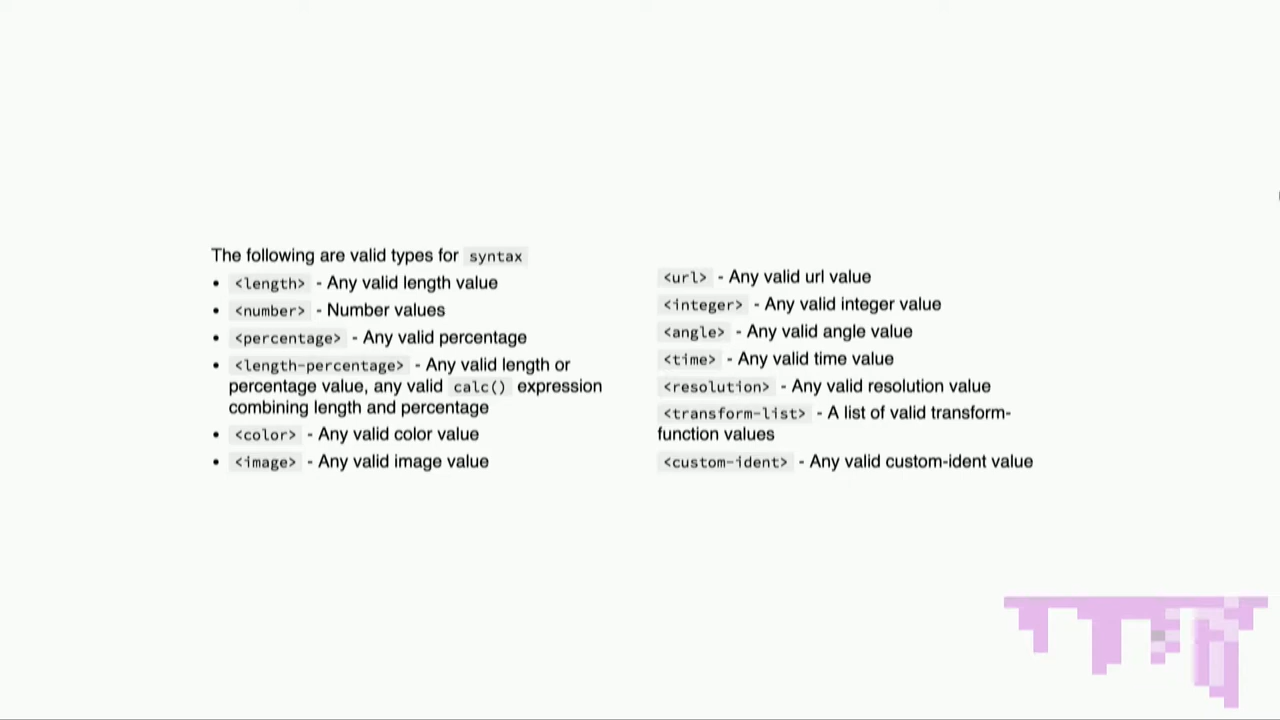 The following are valid types for syntax
• <length> - Any valid length value
• <number> - Number values
• <percentage> - Any valid percentage
• <length-percentage> - Any valid length or
percentage value, any valid calc() expression
combining length and percentage
• <color> - Any valid color value
• <image> - Any valid image value
<url> - Any valid url value
<integer> - Any valid integer value
<angle> - Any valid angle value
<time> - Any valid time value
<resolution> - Any valid resolution value
<transform-list> - A list of valid transform-
function values
<custom-ident> - Any valid custom-ident value